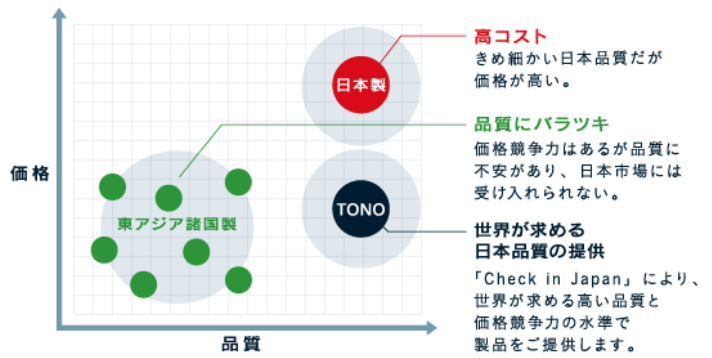 高コスト
きめ細かい日本品質だが
価格が高い。
日本製
品質にバラツキ
価格競争力はあるが品質に
不安があり、日本市場には
受け入れられない。
価格
東アジア諸国製
TONO
世界が求める
日本品質の提供
「Check in Japan」により、
世界が求める高い品質と
価格競争力の水準で
製品をご提供します。
品質